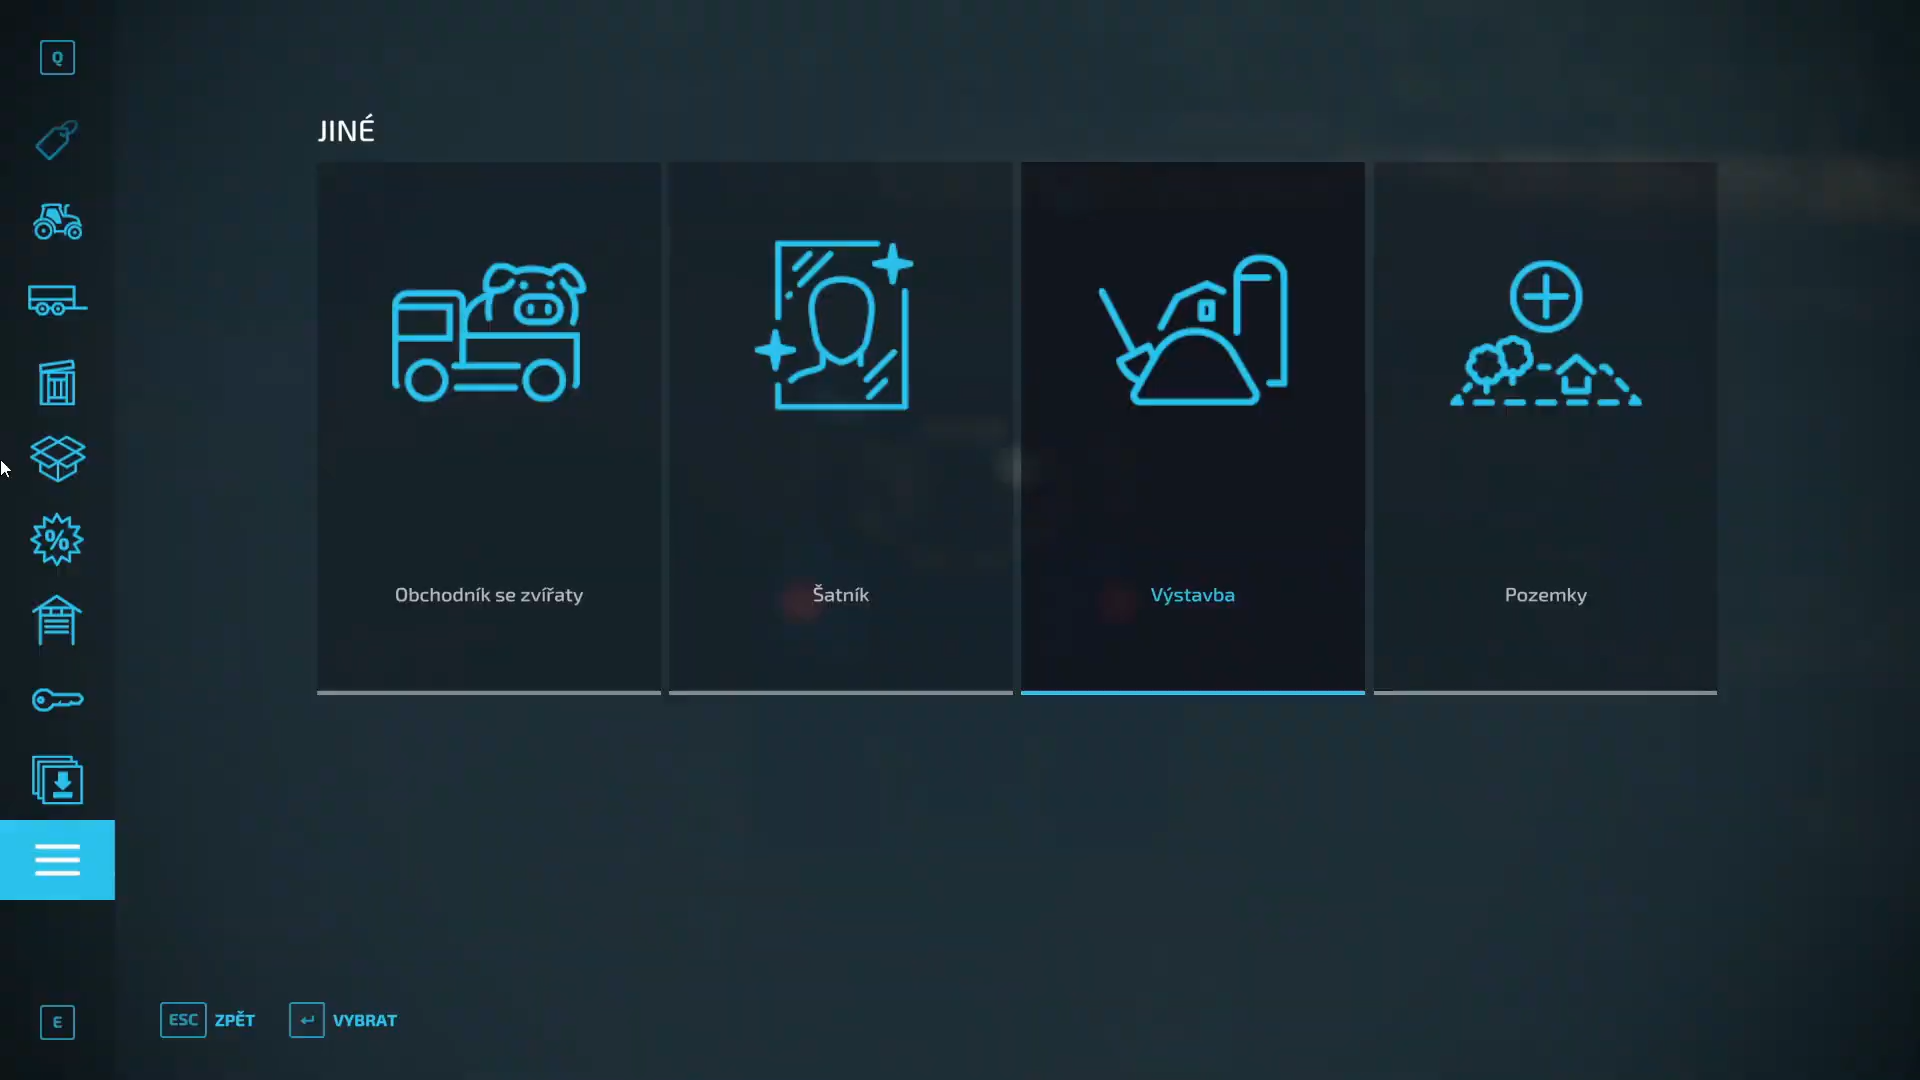 Q
JINÉ
%
Obchodník se zvířaty
Šatník
Výstavba
Pozemky
E
ESC ZPĚT ↵ VYBRAT